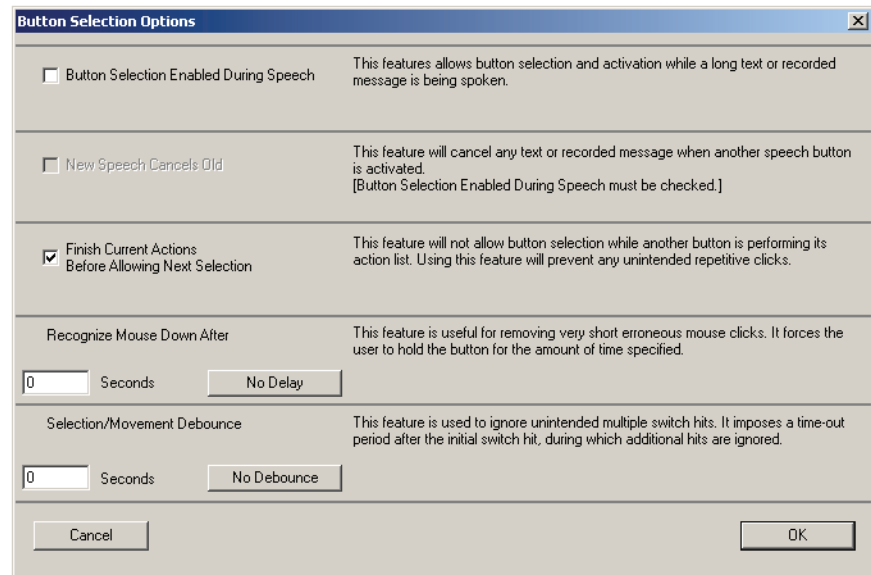 Button Selection Options
Button Selection Enabled During Speech
This features allows button selection and activation while a long text or recorded
message is being spoken.
New Speech Cancels Old
This feature will cancel any text or recorded message when another speech button
is activated.
[Button Selection Enabled During Speech must be checked.]
Finish Current Actions
Before Allowing Next Selection
This feature will not allow button selection while another button is performing its
action list. Using this feature will prevent any unintended repetitive clicks.
Recognize Mouse Down After
This feature is useful for removing very short erroneous mouse clicks. It forces the
user to hold the button for the amount of time specified.
0 Seconds No Delay
Selection/Movement Debounce
This feature is used to ignore unintended multiple switch hits. It imposes a time-out
period after the initial switch hit, during which additional hits are ignored.
0 Seconds No Debounce
Cancel OK